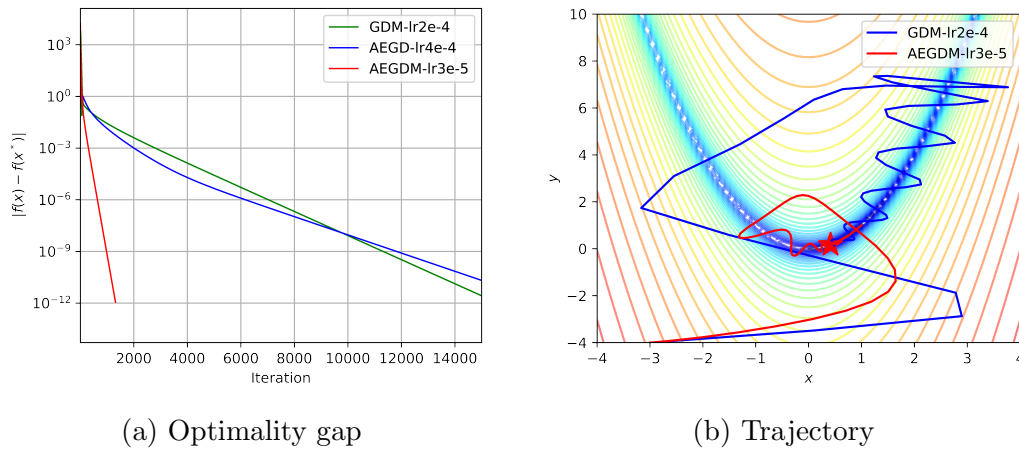 GDM-lr2e-4
AEGD-lr4e-4
AEGDM-lr3e-5
10^3
10^0
10^-3
10^-6
10^-9
10^-12
|f(x) − f(x*)|
2000 4000 6000 8000 10000 12000 14000
Iteration
(a) Optimality gap
GDM-lr2e-4
AEGDM-lr3e-5
10
8
6
4
2
0
−2
−4
y
−4 −3 −2 −1 0 1 2 3 4
x
(b) Trajectory